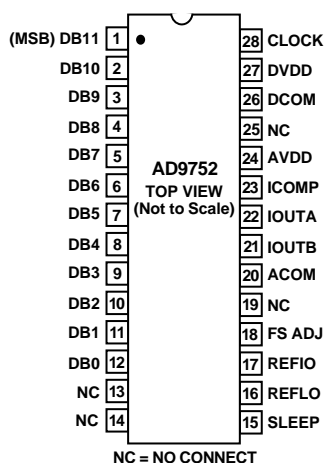 (MSB) DB11 1
DB10 2
DB9 3
DB8 4
DB7 5
DB6 6
DB5 7
DB4 8
DB3 9
DB2 10
DB1 11
DB0 12
NC 13
NC 14
AD9752
TOP VIEW
(Not to Scale)
28 CLOCK
27 DVDD
26 DCOM
25 NC
24 AVDD
23 ICOMP
22 IOUTA
21 IOUTB
20 ACOM
19 NC
18 FS ADJ
17 REFIO
16 REFLO
15 SLEEP
NC = NO CONNECT